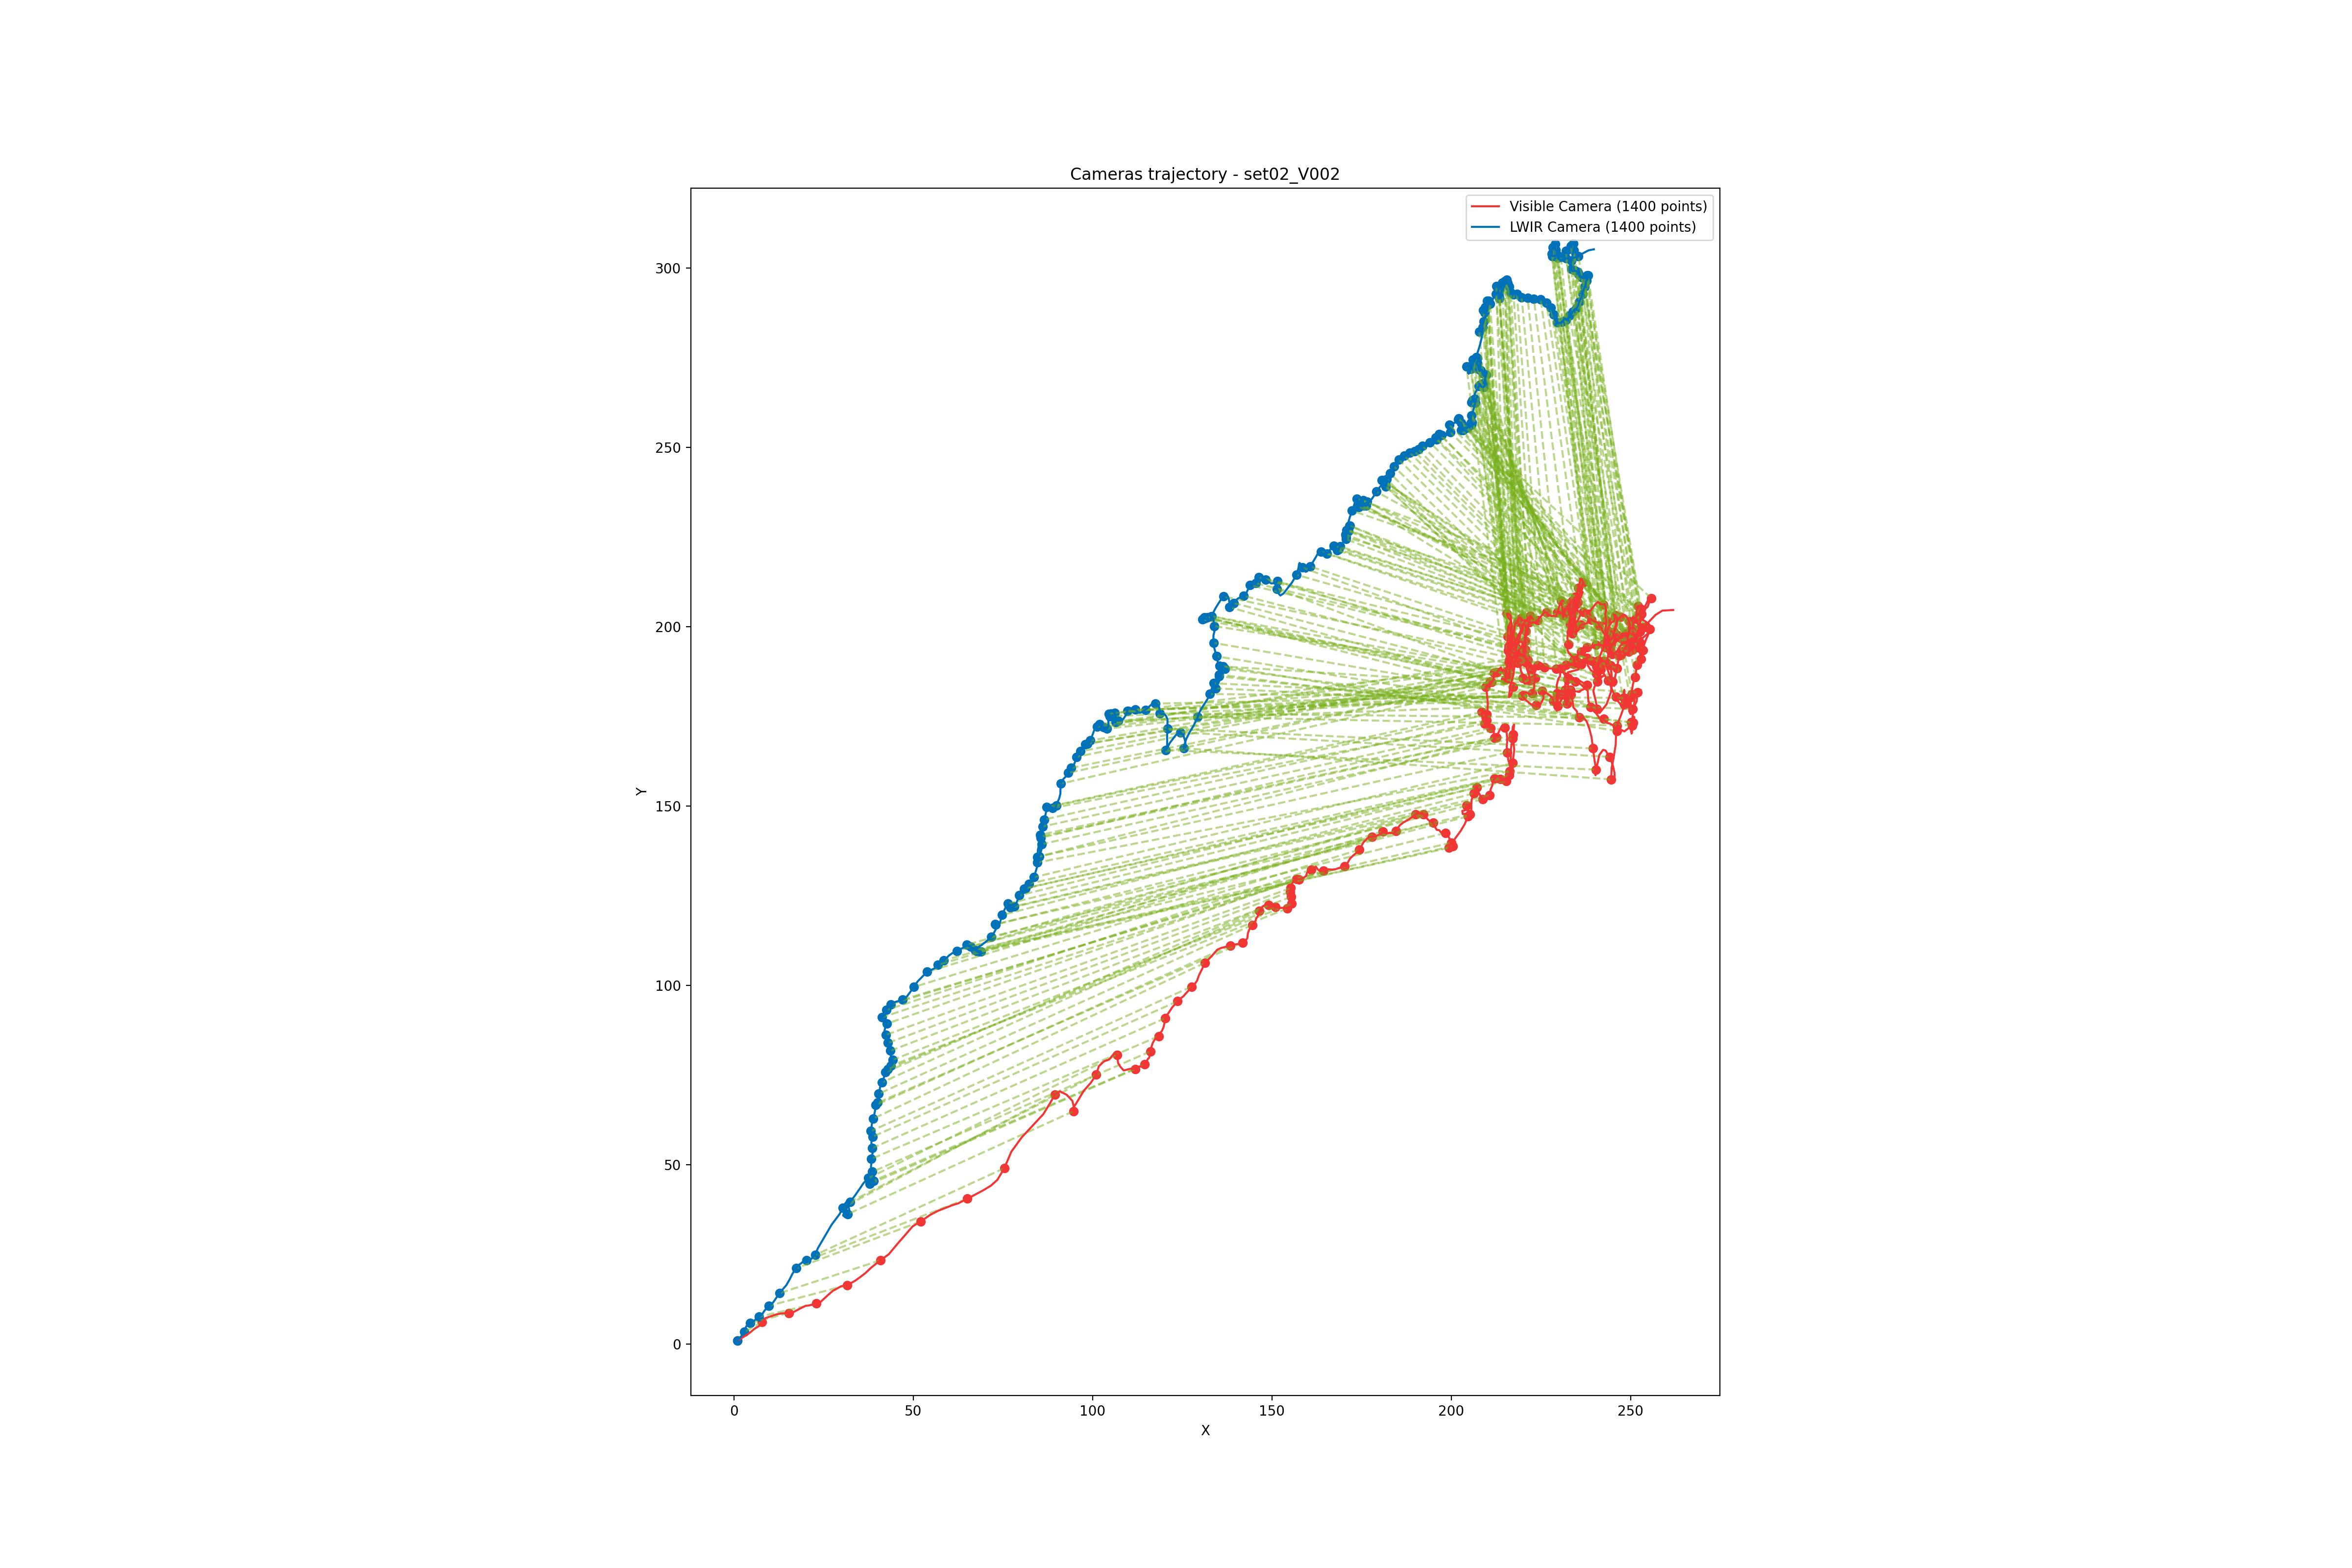 Cameras trajectory - set02_V002
Visible Camera (1400 points)
LWIR Camera (1400 points)
300
250
200
150
100
50
0
Y
0 50 100 150 200 250
X